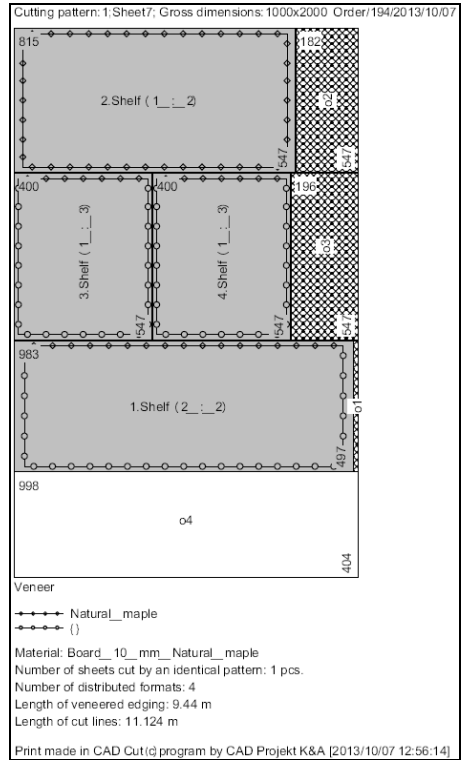 Cutting pattern: 1; Sheet7; Gross dimensions: 1000x2000 Order/194/2013/10/07
815
182
2.Shelf ( 1__:__2)
o2
547
547
400
400
196
3.Shelf ( 1__:__3)
4.Shelf ( 1__:__3)
o3
547
547
547
983
1.Shelf ( 2__:__2)
o1
497
998
o4
404
Veneer
Natural__maple
( )
Material: Board__10__mm__Natural__maple
Number of sheets cut by an identical pattern: 1 pcs.
Number of distributed formats: 4
Length of veneered edging: 9.44 m
Length of cut lines: 11.124 m
Print made in CAD Cut(c) program by CAD Projekt K&A [2013/10/07 12:56:14]